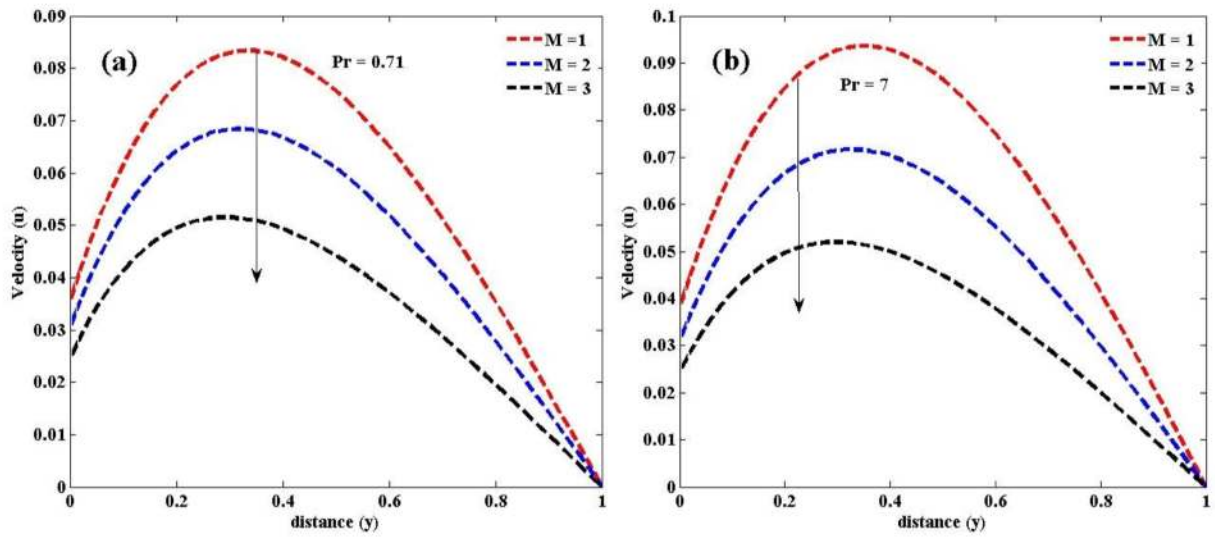 0.09
0.08
0.07
0.06
0.05
0.04
0.03
0.02
0.01
0
Velocity (u)
(a)
Pr = 0.71
M =1
M = 2
M = 3
0 0.2 0.4 0.6 0.8 1
distance (y)
0.1
0.09
0.08
0.07
0.06
0.05
0.04
0.03
0.02
0.01
0
Velocity (u)
(b)
Pr = 7
M = 1
M = 2
M = 3
0 0.2 0.4 0.6 0.8 1
distance (y)